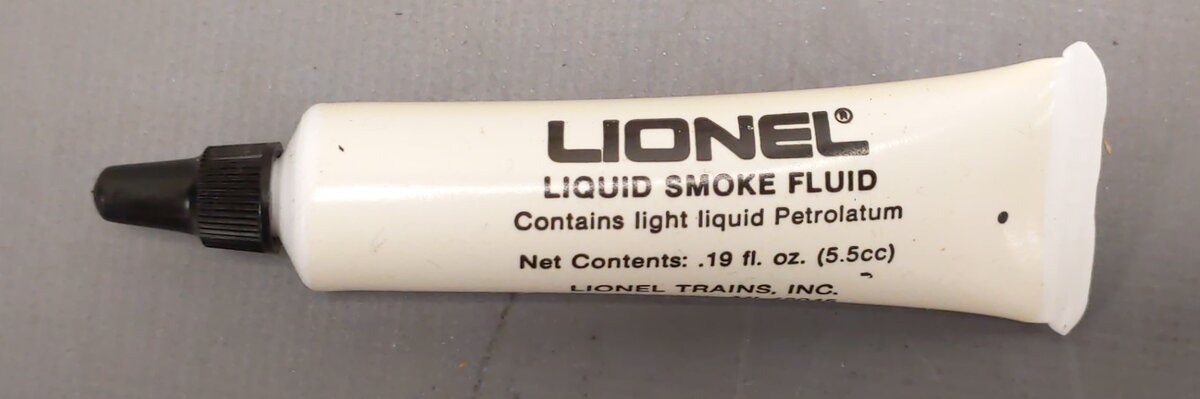 LIONEL®
LIQUID SMOKE FLUID
Contains light liquid Petrolatum
Net Contents: .19 fl. oz. (5.5cc)
LIONEL TRAINS, INC.